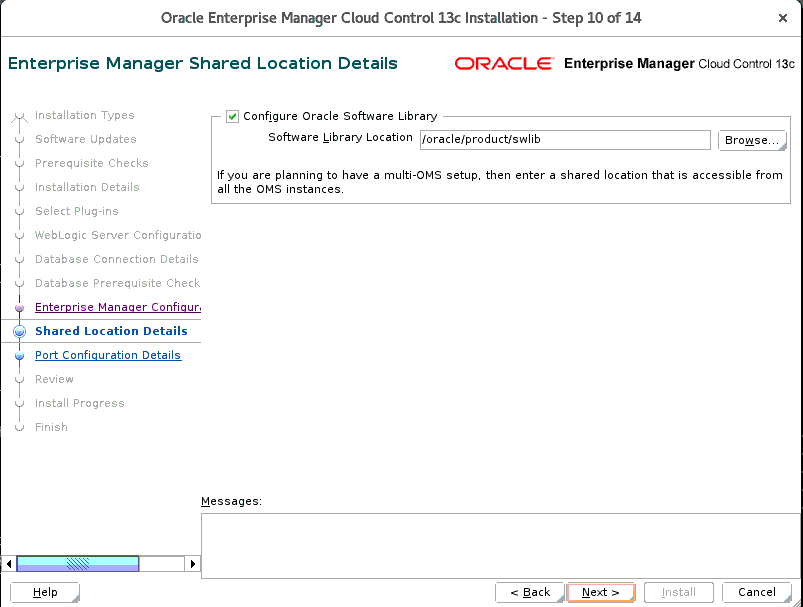 Oracle Enterprise Manager Cloud Control 13c Installation - Step 10 of 14
Enterprise Manager Shared Location Details
ORACLE Enterprise Manager Cloud Control 13c
Installation Types
Software Updates
Prerequisite Checks
Installation Details
Select Plug-ins
WebLogic Server Configuratio
Database Connection Details
Database Prerequisite Check
Enterprise Manager Configura
Shared Location Details
Port Configuration Details
Review
Install Progress
Finish
Configure Oracle Software Library
Software Library Location /oracle/product/swlib Browse...
If you are planning to have a multi-OMS setup, then enter a shared location that is accessible from
all the OMS instances.
Messages:
Help < Back Next > Install Cancel